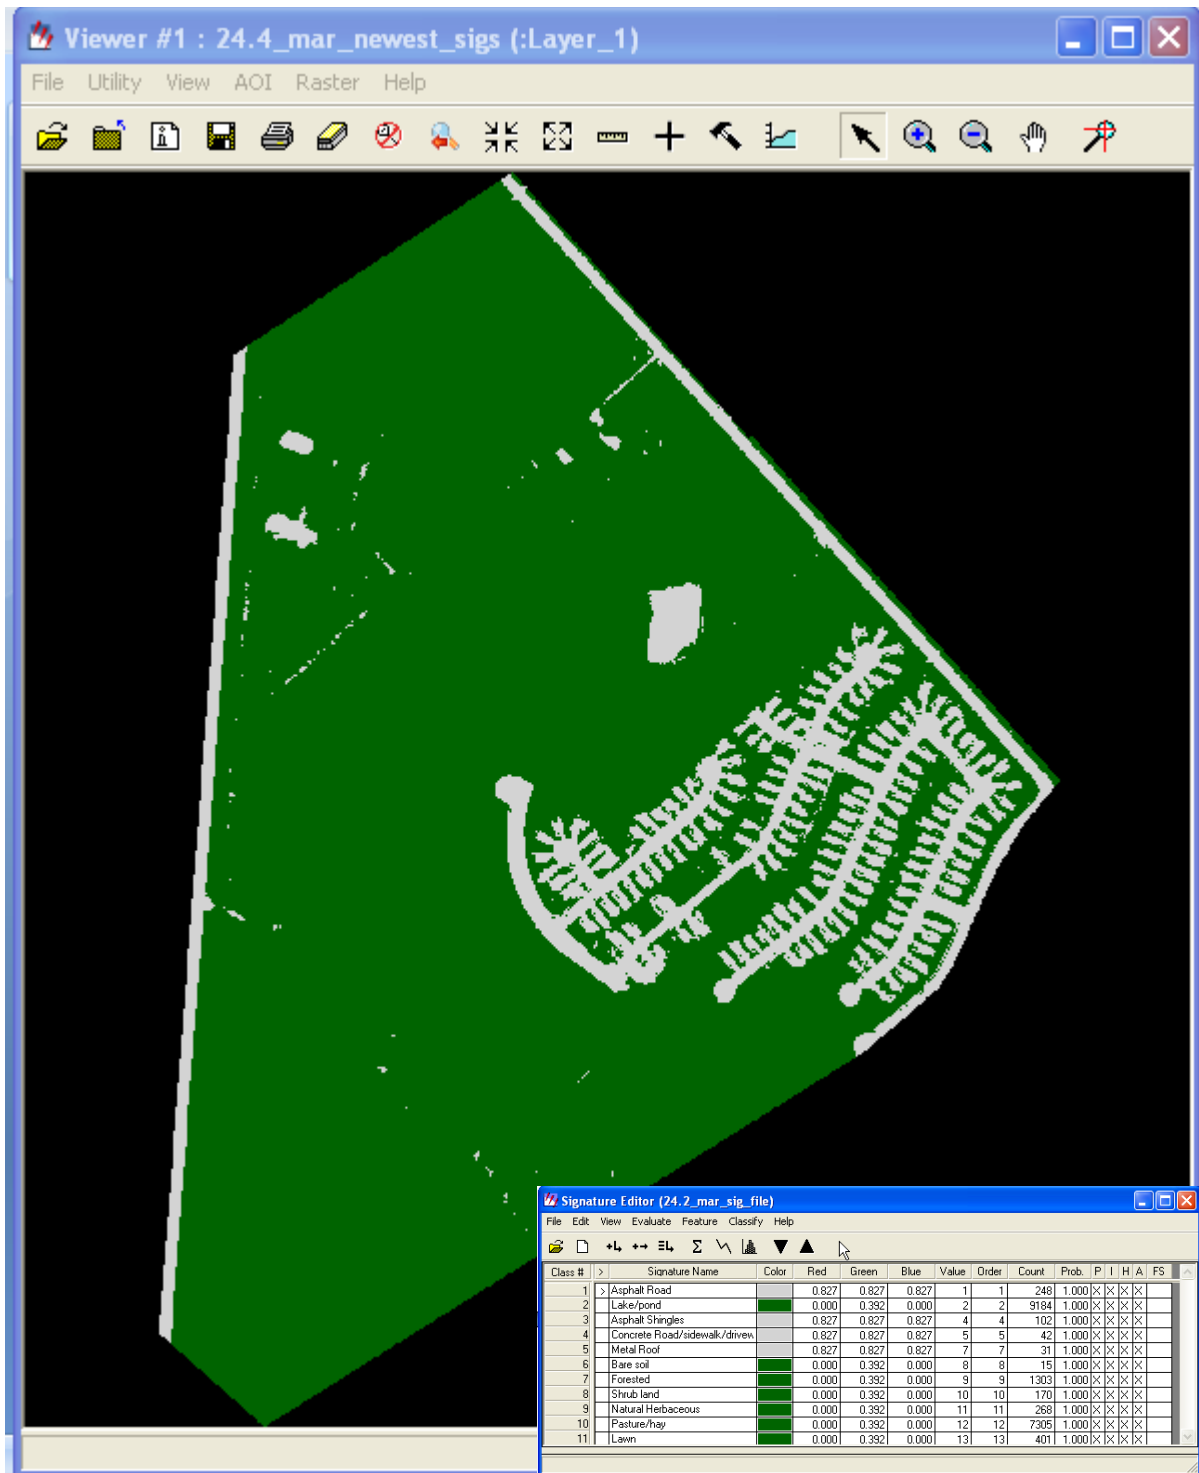 Viewer #1 : 24.4_mar_newest_sigs (:Layer_1)
File Utility View AOI Raster Help
Signature Editor (24.2_mar_sig_file)
File Edit View Evaluate Feature Classify Help
Class # > Signature Name Color Red Green Blue Value Order Count Prob. P I H A FS
1 > Asphalt Road 0.827 0.827 0.827 1 1 248 1.000 X X X X
2 Lake/pond 0.000 0.392 0.000 2 2 9184 1.000 X X X X
3 Asphalt Shingles 0.827 0.827 0.827 4 4 102 1.000 X X X X
4 Concrete Road/sidewalk/drivew 0.827 0.827 0.827 5 5 42 1.000 X X X X
5 Metal Roof 0.827 0.827 0.827 7 7 31 1.000 X X X X
6 Bare soil 0.000 0.392 0.000 8 8 15 1.000 X X X X
7 Forested 0.000 0.392 0.000 9 9 1303 1.000 X X X X
8 Shrub land 0.000 0.392 0.000 10 10 170 1.000 X X X X
9 Natural Herbaceous 0.000 0.392 0.000 11 11 268 1.000 X X X X
10 Pasture/hay 0.000 0.392 0.000 12 12 7305 1.000 X X X X
11 Lawn 0.000 0.392 0.000 13 13 401 1.000 X X X X